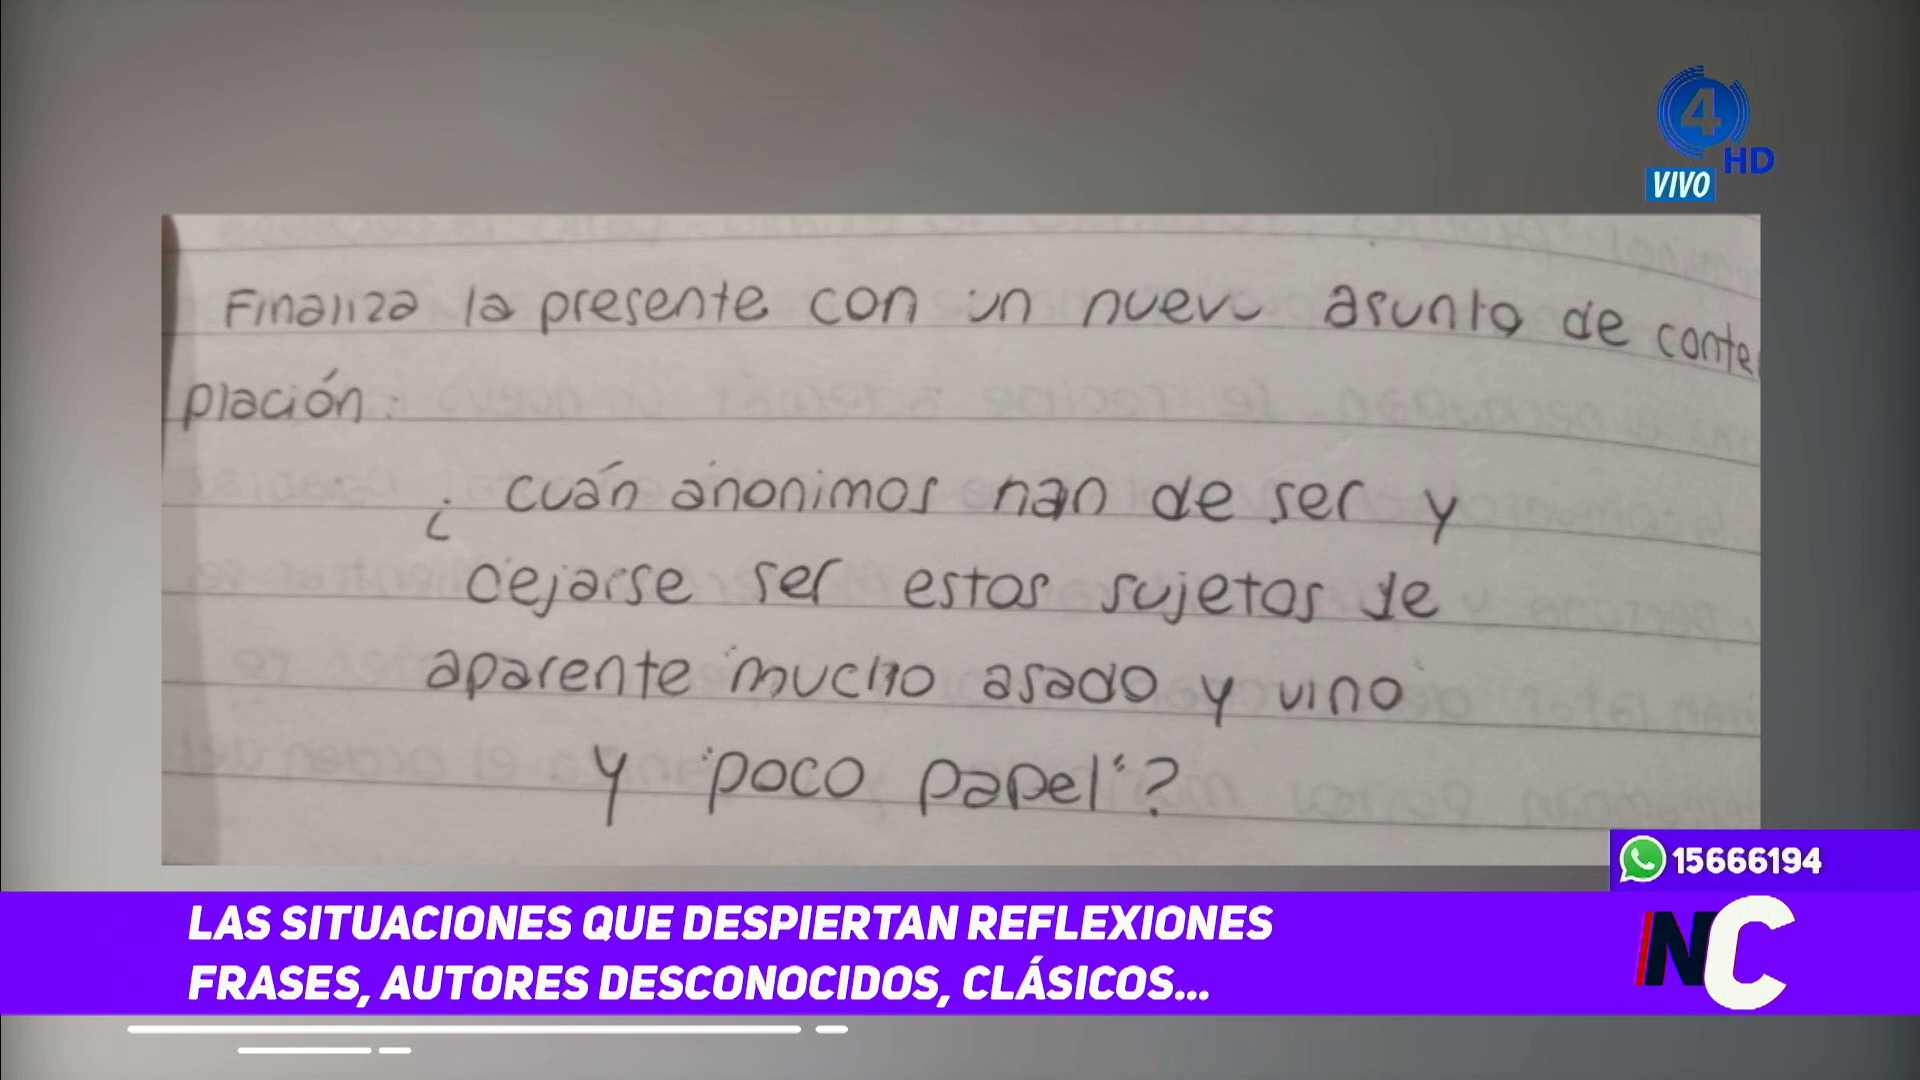 4
HD
VIVO
Finaliza la presente con un nuevo asunto de conte
plación:
¿cuán anonimos han de ser y
dejarse ser estos sujetos de
aparente mucho asado y vino
y "poco papel"?
15666194
LAS SITUACIONES QUE DESPIERTAN REFLEXIONES
FRASES, AUTORES DESCONOCIDOS, CLÁSICOS...
NC